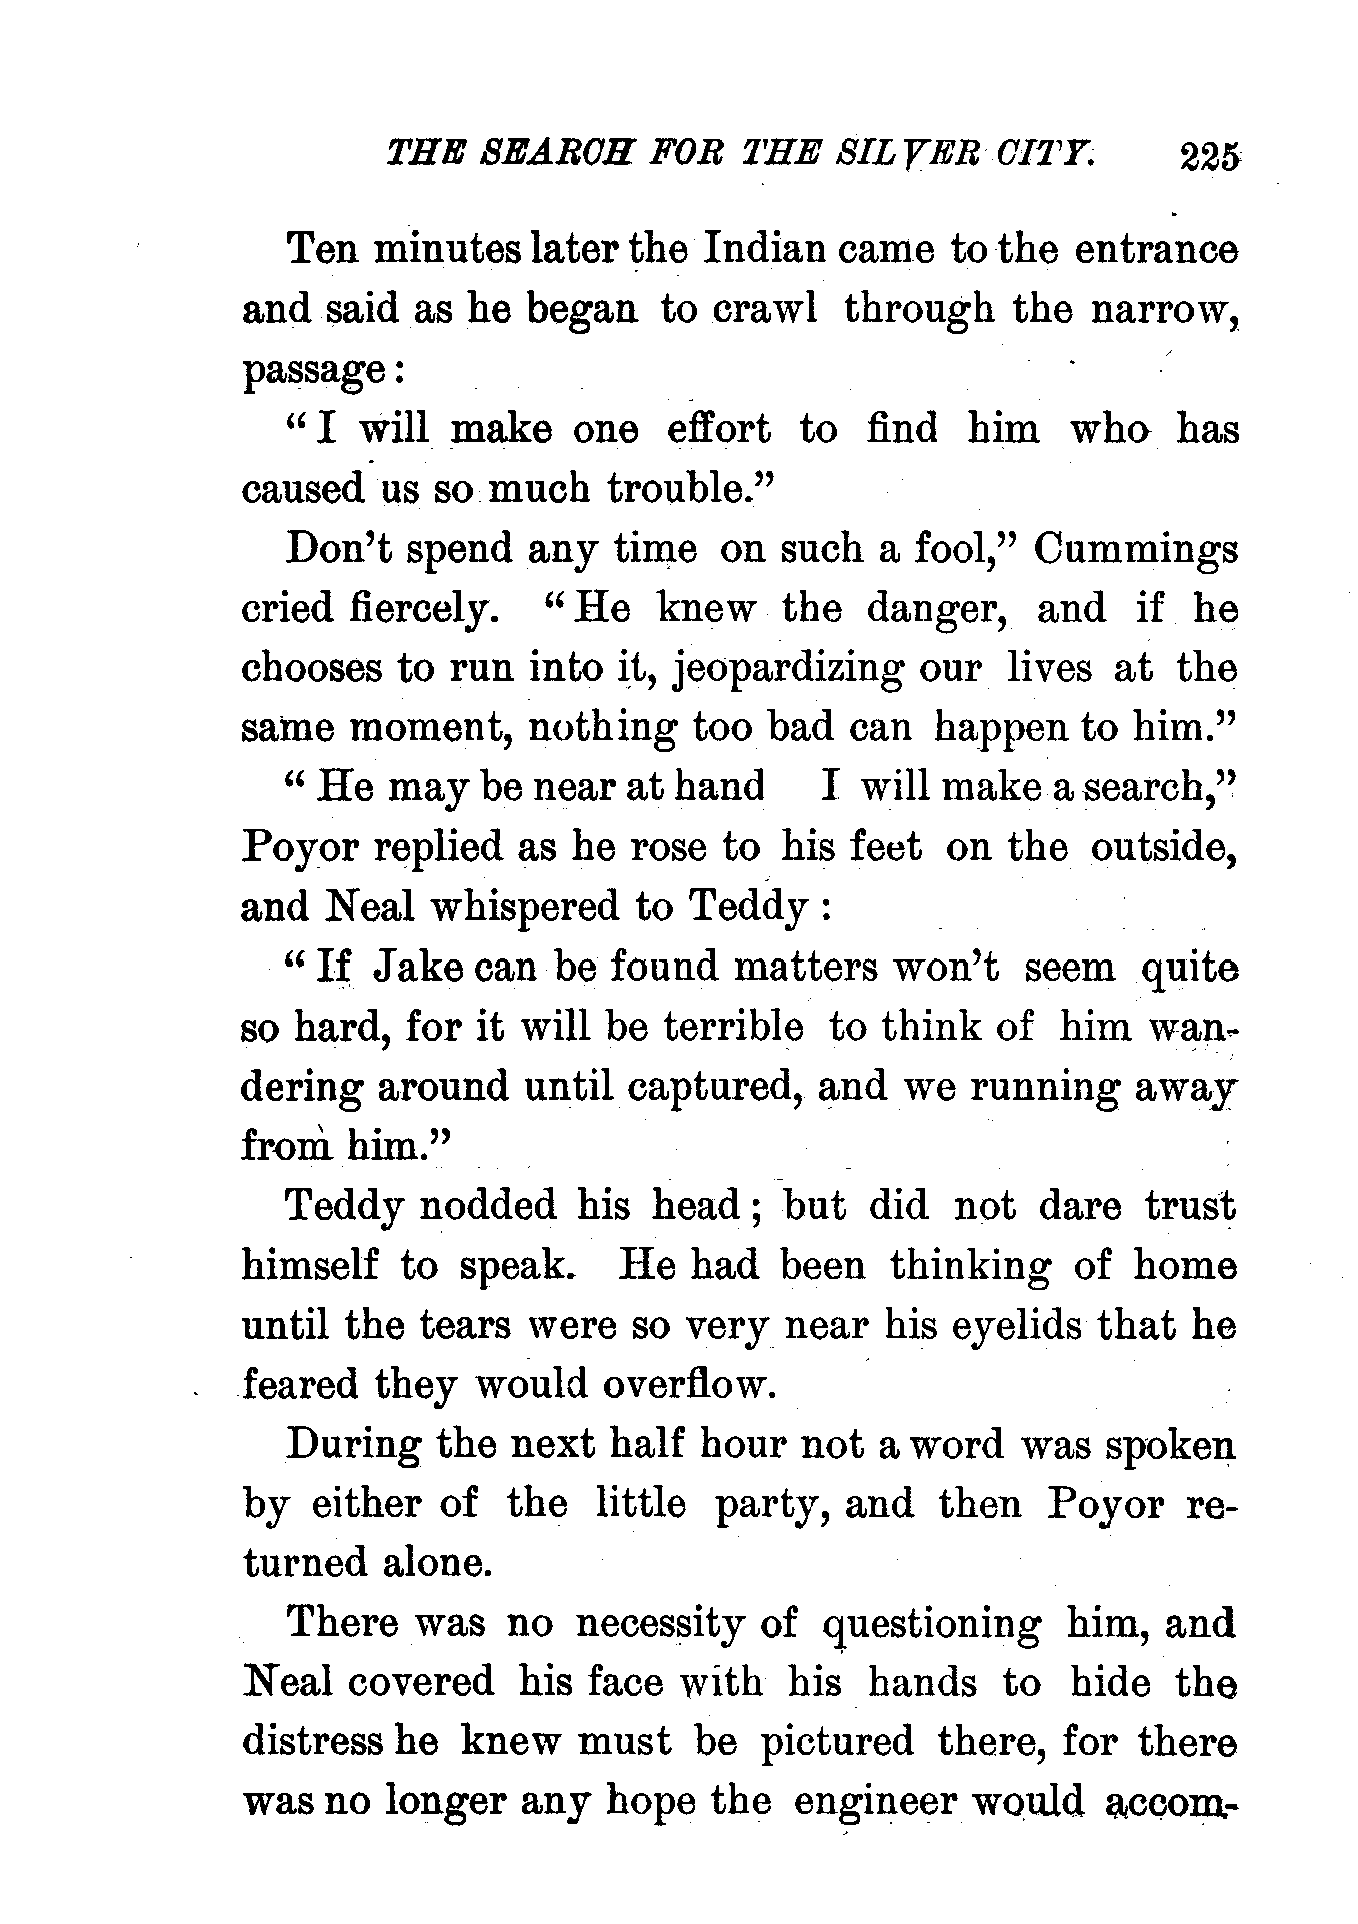 THE SEARCH FOR THE SILVER CITY. 225
Ten minutes later the Indian came to the entrance
and said as he began to crawl through the narrow,
passage:
“I will make one effort to find him who has
caused us so much trouble.”
Don’t spend any time on such a fool,” Cummings
cried fiercely. “He knew the danger, and if he
chooses to run into it, jeopardizing our lives at the
same moment, nothing too bad can happen to him.”
“He may be near at hand I will make a search,”
Poyor replied as he rose to his feet on the outside,
and Neal whispered to Teddy:
“If Jake can be found matters won’t seem quite
so hard, for it will be terrible to think of him wan-
dering around until captured, and we running away
from him.”
Teddy nodded his head; but did not dare trust
himself to speak. He had been thinking of home
until the tears were so very near his eyelids that he
feared they would overflow.
During the next half hour not a word was spoken
by either of the little party, and then Poyor re-
turned alone.
There was no necessity of questioning him, and
Neal covered his face with his hands to hide the
distress he knew must be pictured there, for there
was no longer any hope the engineer would accom-